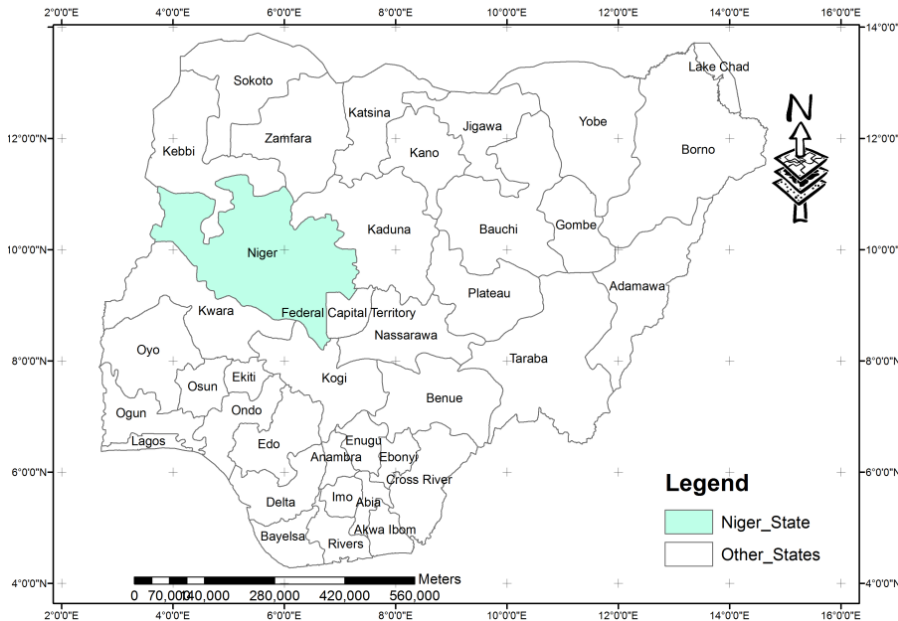 2°0'0"E 4°0'0"E 6°0'0"E 8°0'0"E 10°0'0"E 12°0'0"E 14°0'0"E 16°0'0"E
14°0'0"N
Lake Chad
Sokoto
N
Katsina
Yobe
Jigawa
12°0'0"N 12°0'0"N
Zamfara
Kebbi
Kano
Borno
Gombe
Kaduna
Bauchi
10°0'0"N 10°0'0"N
Niger
Adamawa
Plateau
Kwara
Federal Capital Territory
Nassarawa
8°0'0"N 8°0'0"N
Oyo
Taraba
Ekiti
Kogi
Osun
Benue
Ogun
Ondo
Lagos
Edo
Enugu
6°0'0"N 6°0'0"N
Anambra
Ebonyi
Cross River
Legend
Imo
Abia
Delta
Niger_State
Akwa Ibom
Bayelsa
Rivers
Other_States
4°0'0"N 4°0'0"N
Meters
0 70,000 140,000 280,000 420,000 560,000
2°0'0"E 4°0'0"E 6°0'0"E 8°0'0"E 10°0'0"E 12°0'0"E 14°0'0"E 16°0'0"E